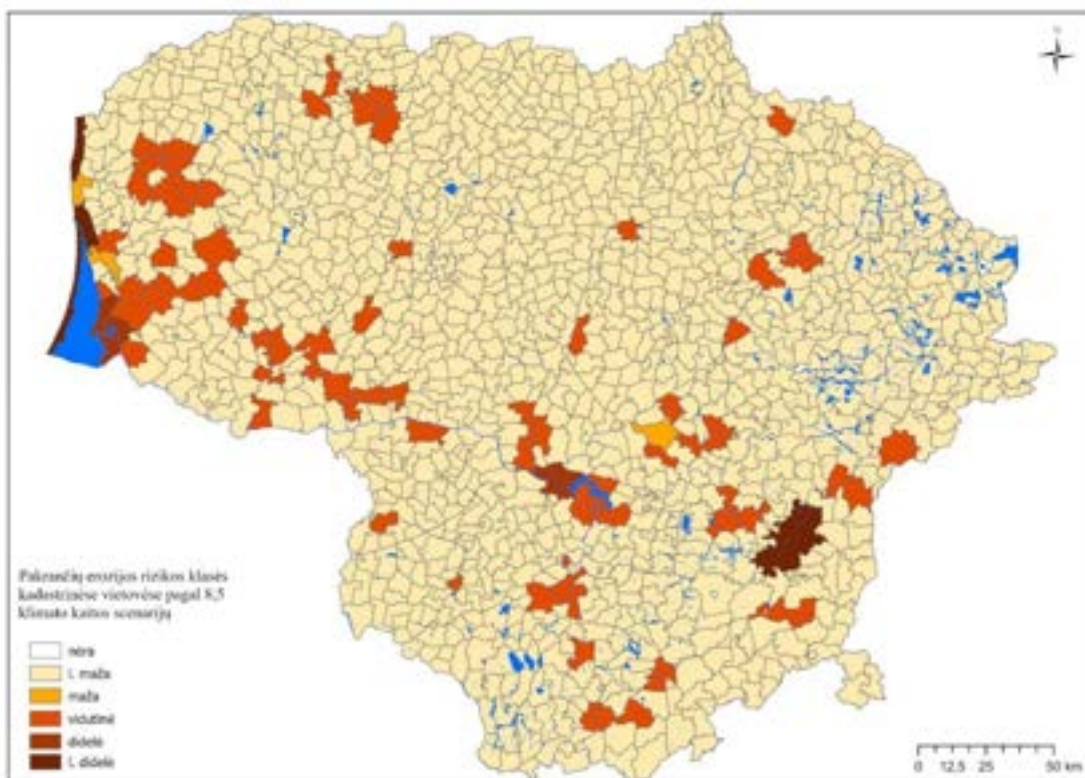 N
Pakrančių erozijos rizikos klasės
kadastrinėse vietovėse pagal 8,5
klimato kaitos scenarijų
nėra
l. maža
maža
vidutinė
didelė
l. didelė
0 12,5 25 50 km